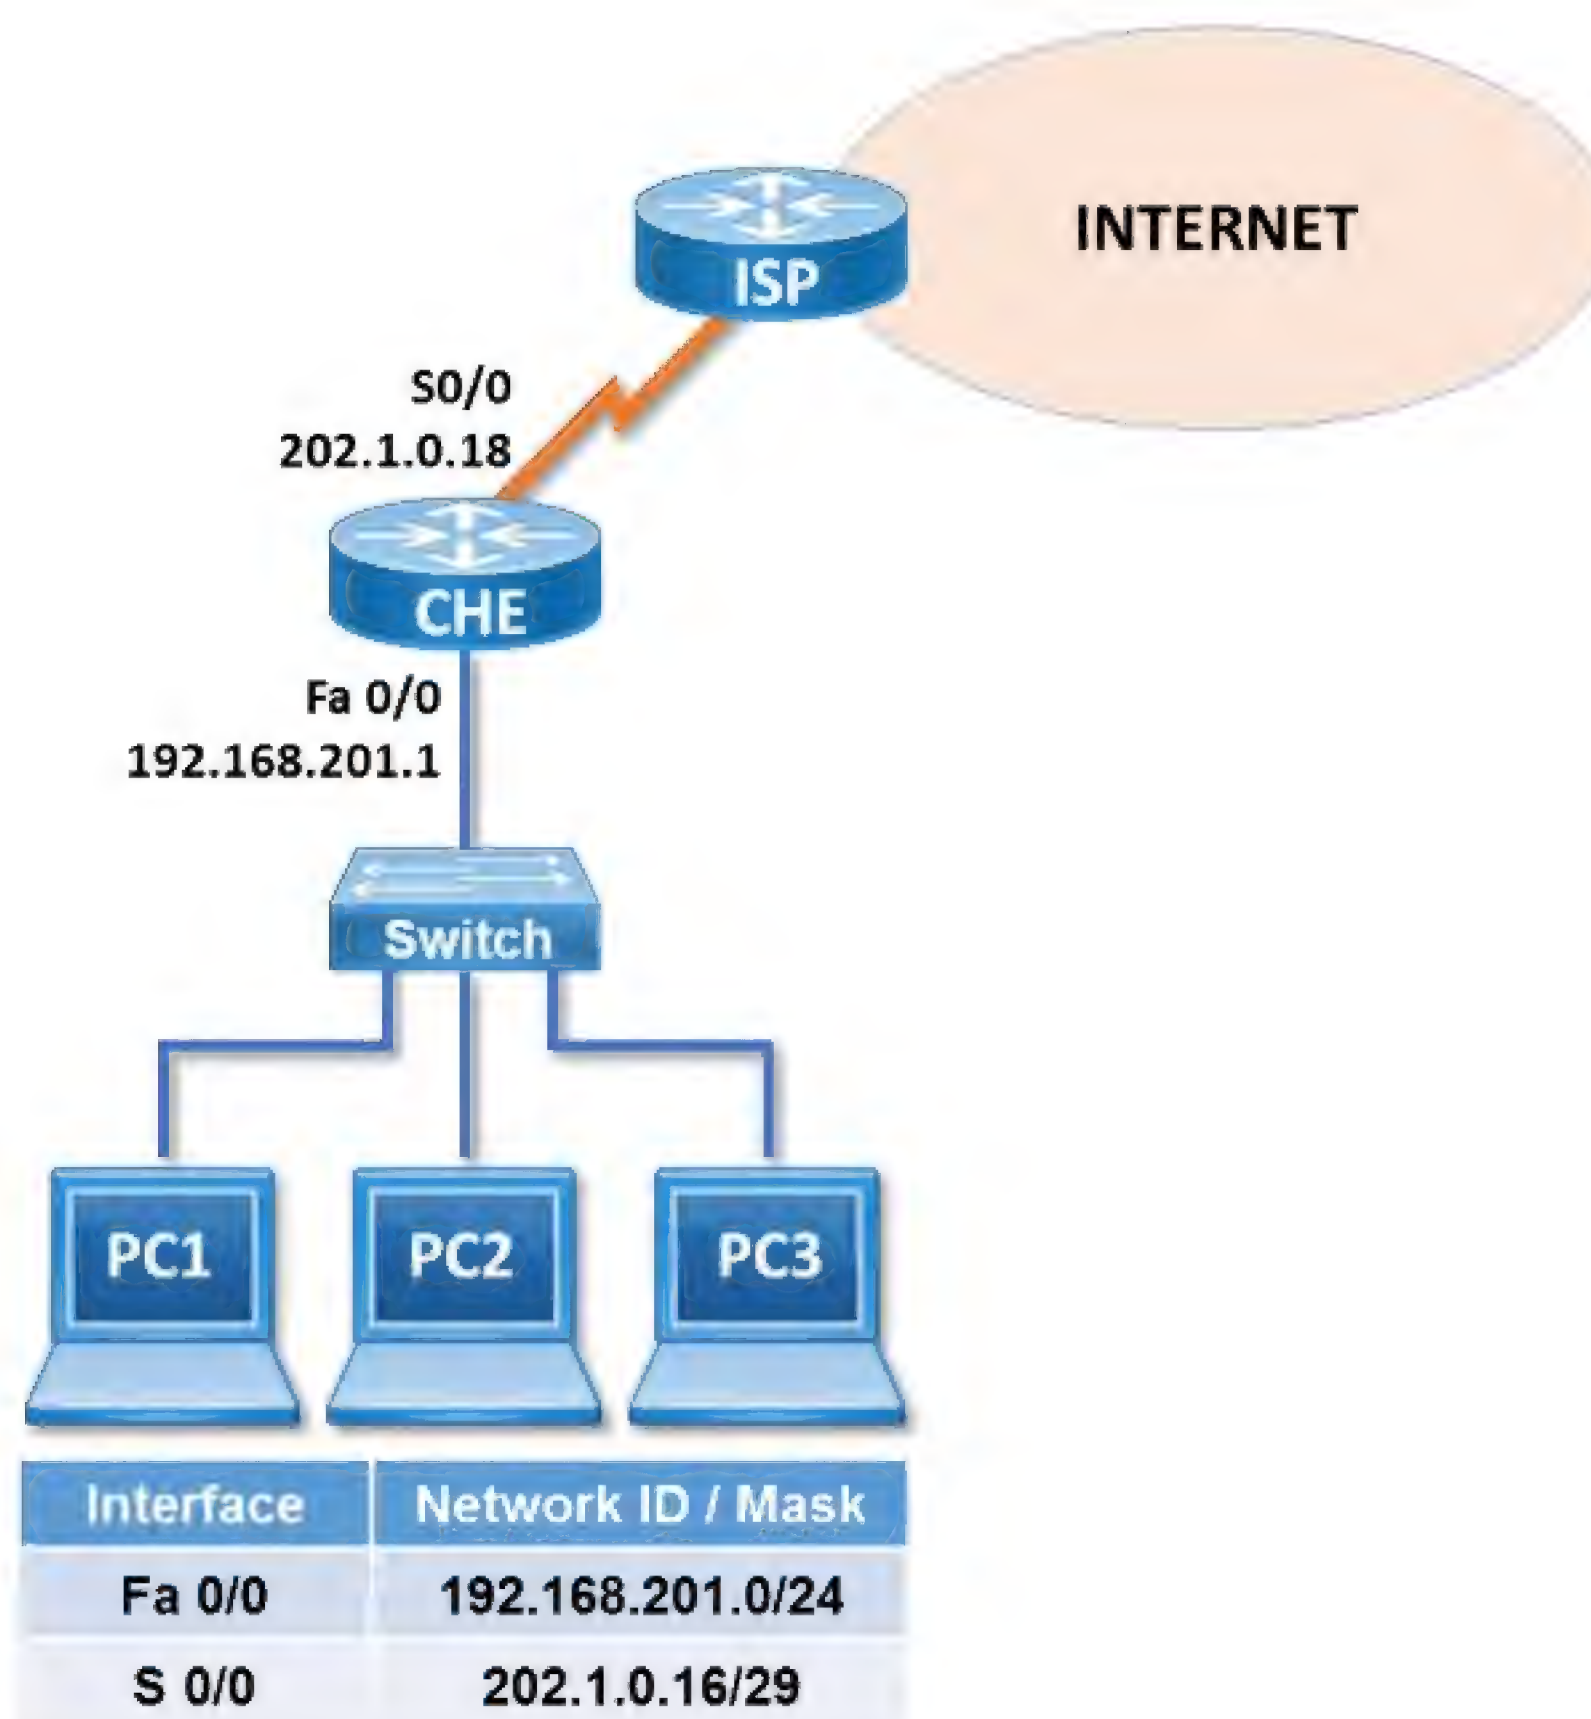 INTERNET
ISP
S0/0
202.1.0.18
CHE
Fa 0/0
192.168.201.1
Switch
PC1 PC2 PC3
Interface Network ID / Mask
Fa 0/0 192.168.201.0/24
S 0/0 202.1.0.16/29